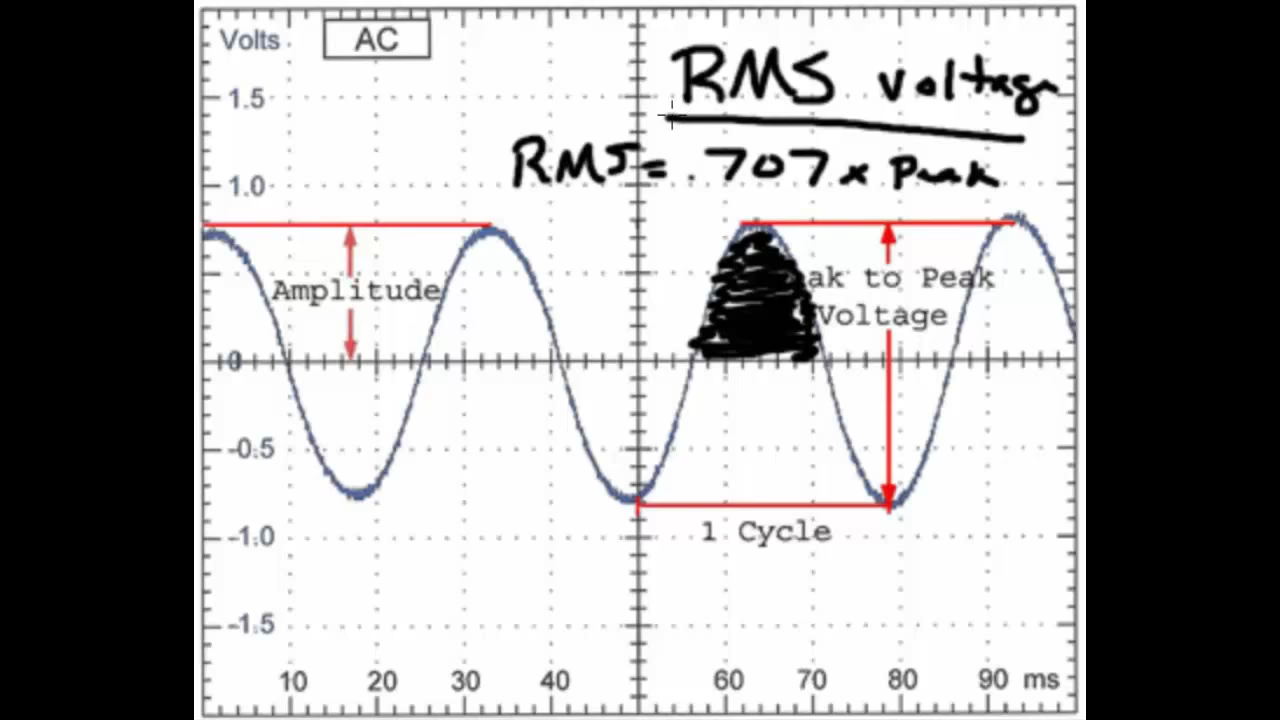 Volts AC
RMS voltage
1.5
RMS = .707 x Peak
1.0
Amplitude
ak to Peak
Voltage
0
-0.5
1 Cycle
-1.0
-1.5
10 20 30 40 60 70 80 90 ms